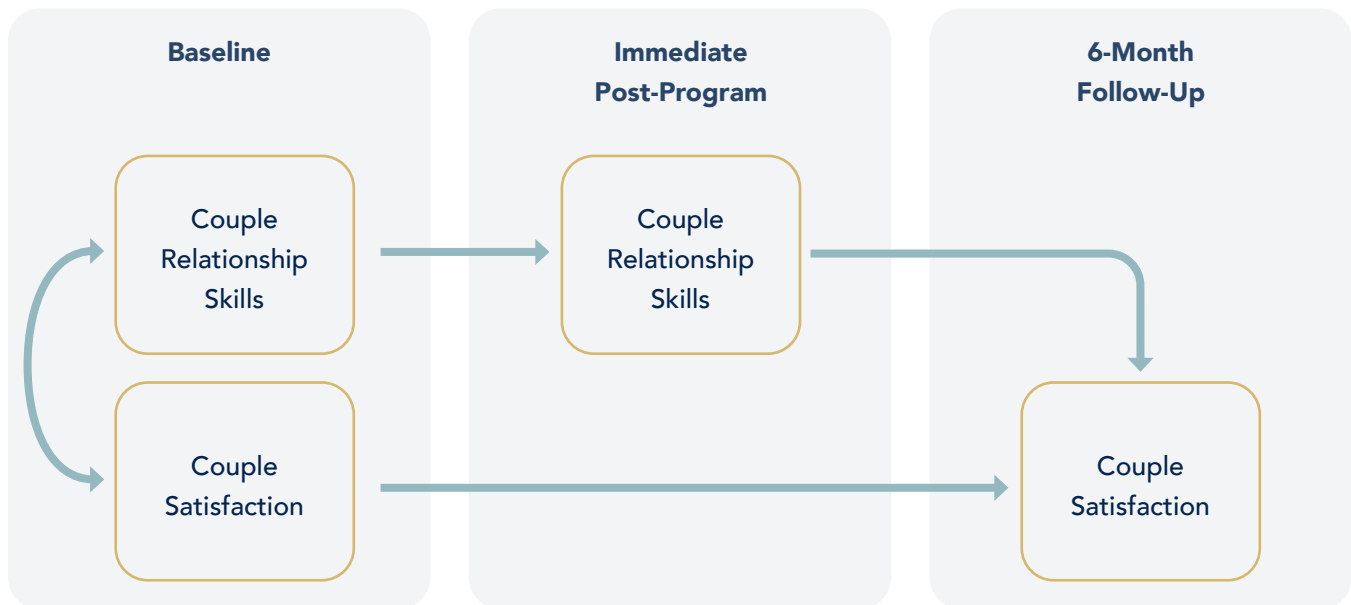 Baseline
Immediate
Post-Program
6-Month
Follow-Up
Couple
Relationship
Skills
Couple
Relationship
Skills
Couple
Satisfaction
Couple
Satisfaction